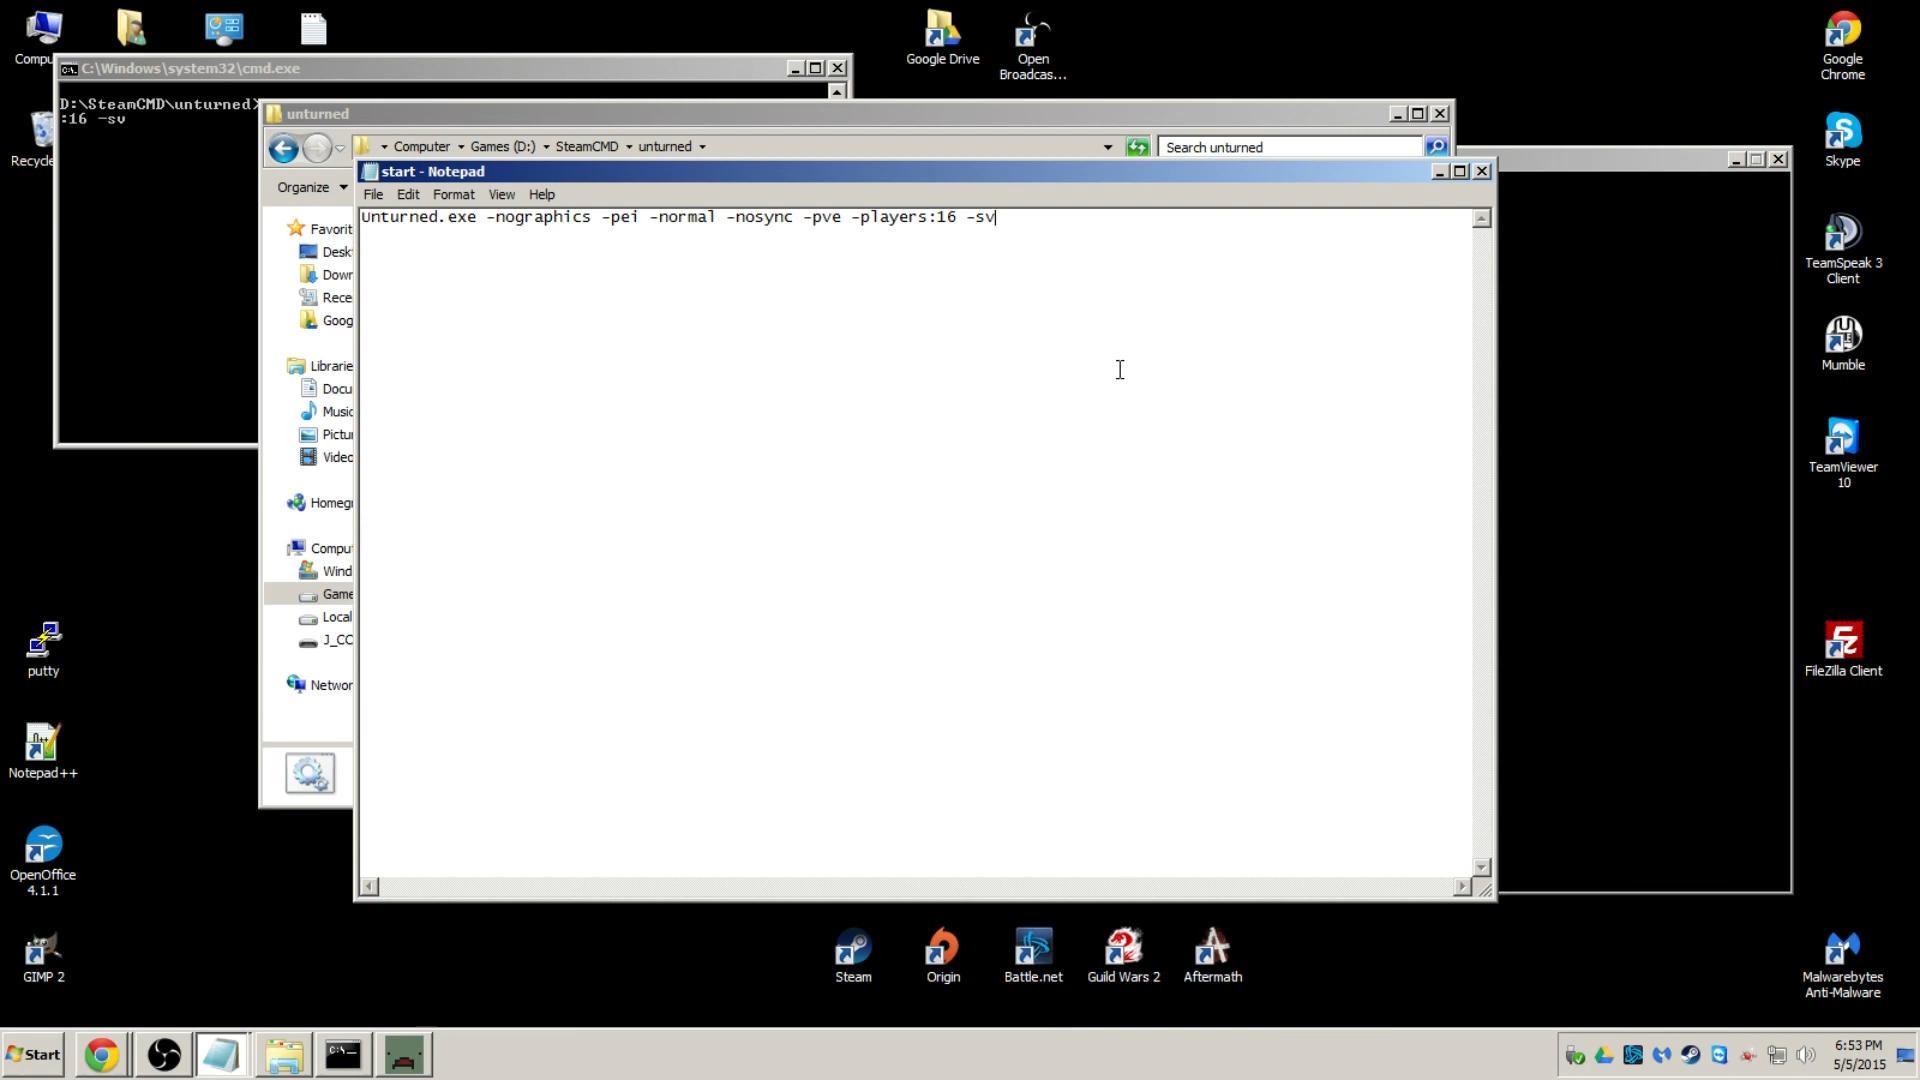 Compu
Google Drive
Open
Broadcas...
Google
Chrome
C:\Windows\system32\cmd.exe
D:\SteamCMD\unturned>
:16 -sv
unturned
Computer
Games (D:)
SteamCMD
unturned
Search unturned
Recycle
Skype
start - Notepad
Organize
File Edit Format View Help
Unturned.exe -nographics -pei -normal -nosync -pve -players:16 -sv
Favorit
Desk
Down
Rece
Goog
Librarie
Docu
Music
Pictu
Video
Homegr
Comput
Wind
Game
Local
J_CC
Networ
TeamSpeak 3
Client
Mumble
TeamViewer
10
putty
FileZilla Client
Notepad++
OpenOffice
4.1.1
GIMP 2
Steam
Origin
Battle.net
Guild Wars 2
Aftermath
Malwarebytes
Anti-Malware
Start
C:\_
6:53 PM
5/5/2015